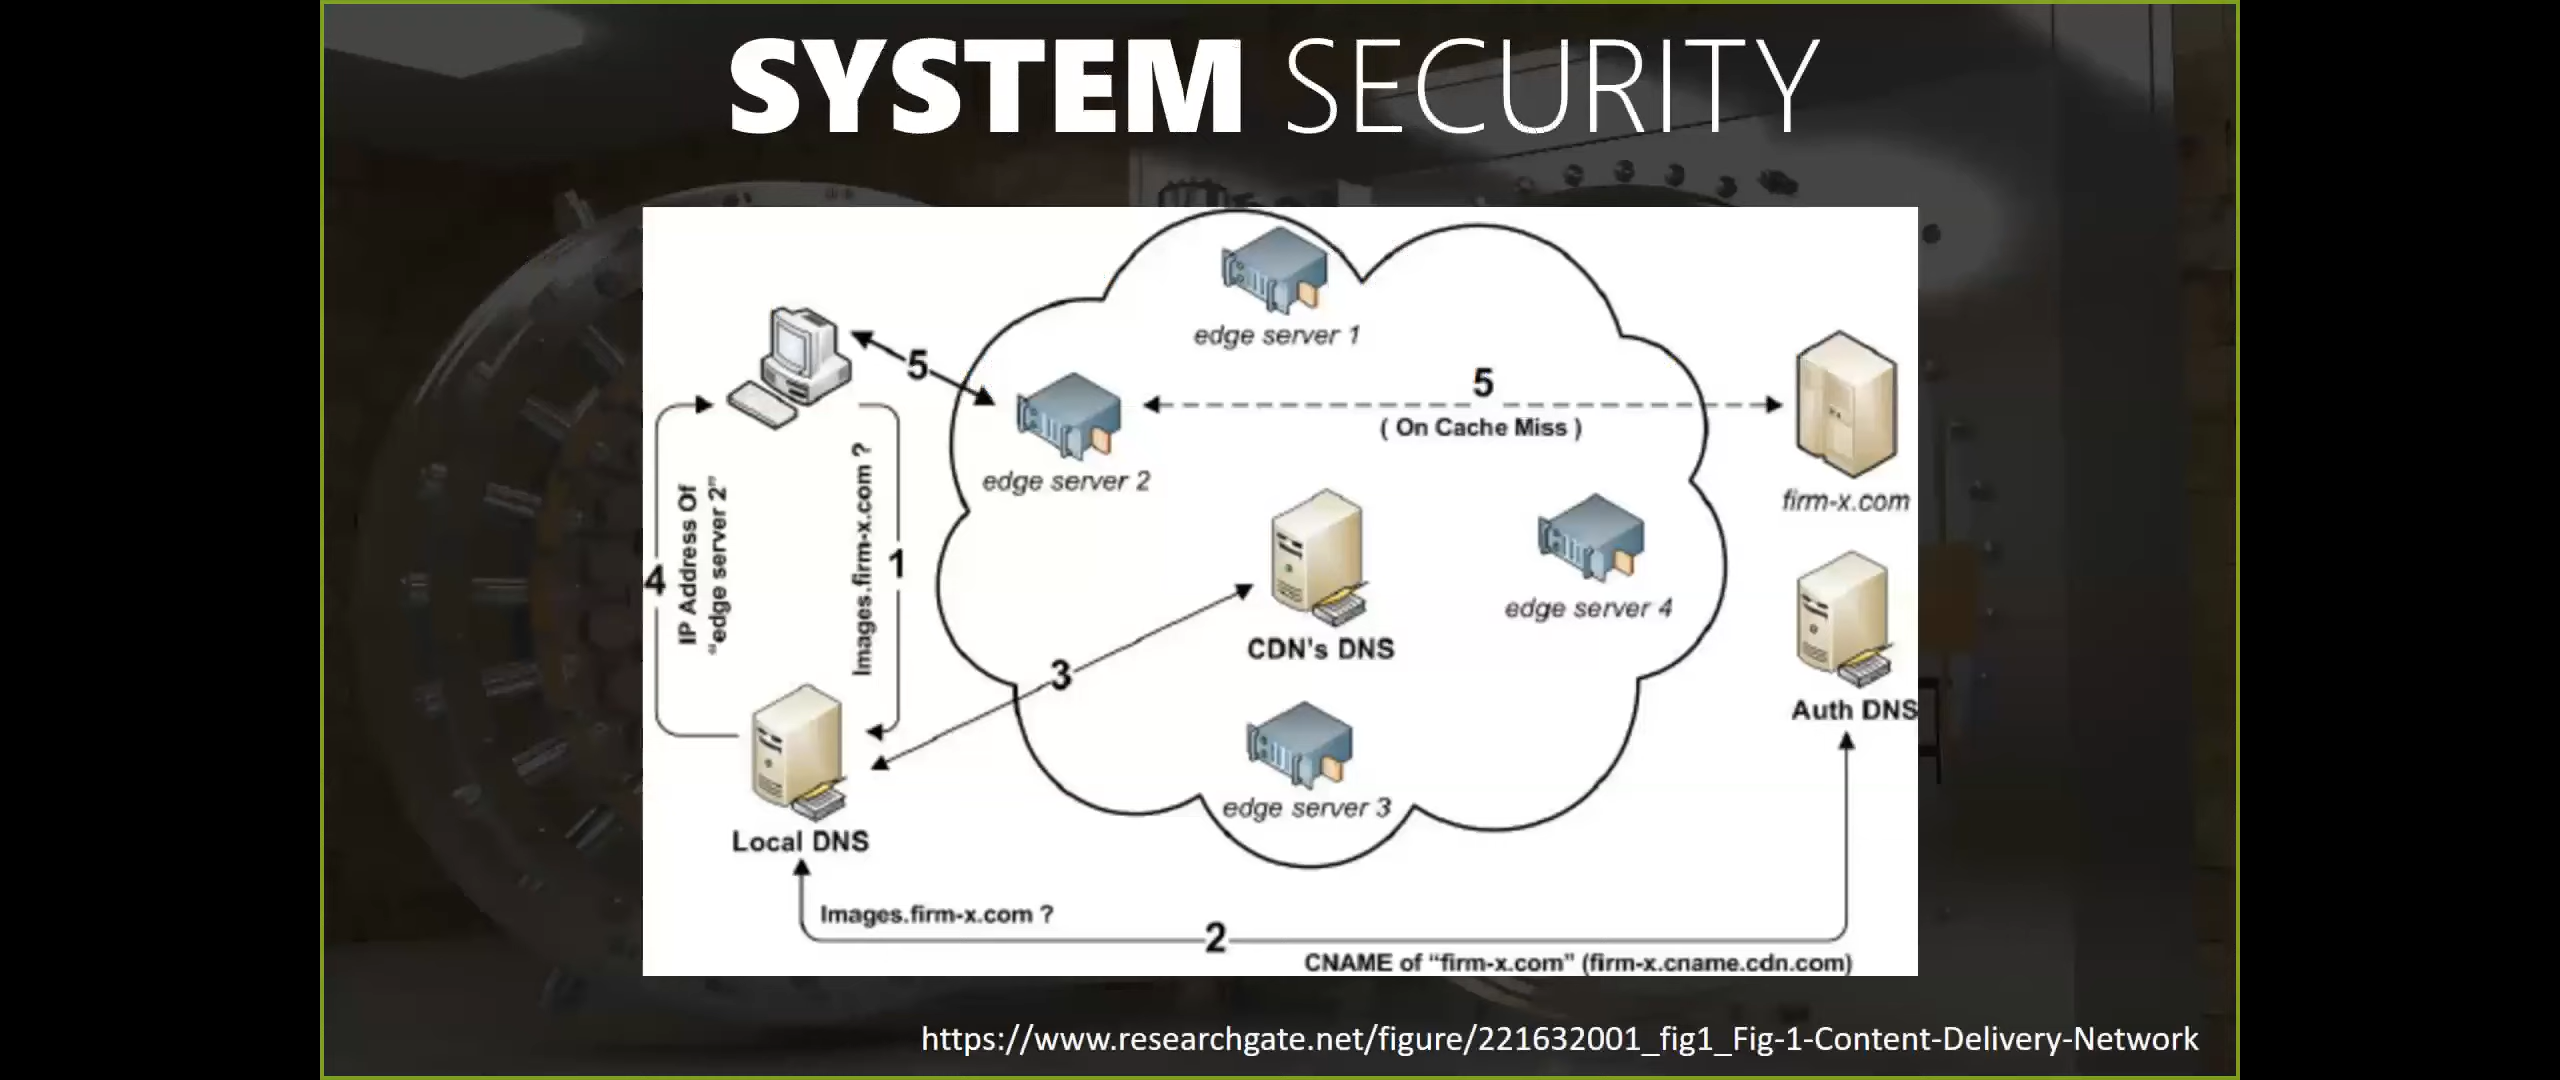 SYSTEM SECURITY
edge server 1
5
5
( On Cache Miss )
edge server 2
firm-x.com
4
IP Address Of
"edge server 2"
Images.firm-x.com ?
1
edge server 4
CDN's DNS
3
Auth DNS
edge server 3
Local DNS
Images.firm-x.com ?
2
CNAME of "firm-x.com" (firm-x.cname.cdn.com)
https://www.researchgate.net/figure/221632001_fig1_Fig-1-Content-Delivery-Network